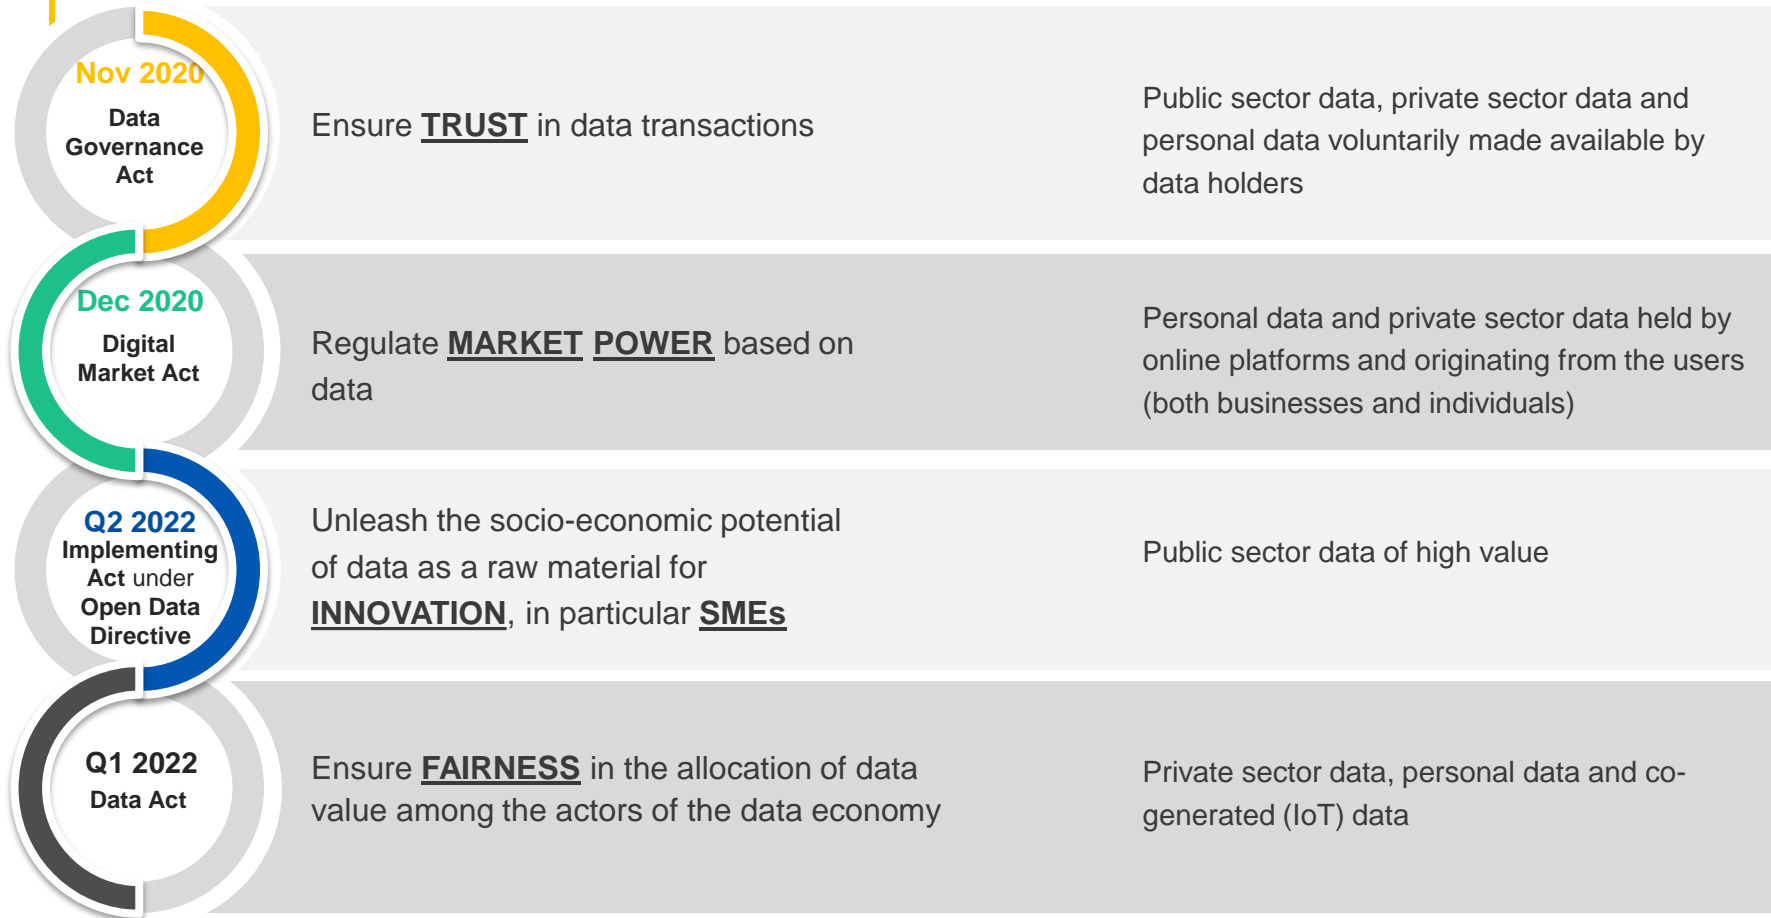 Nov 2020
Data
Governance
Act
Ensure TRUST in data transactions
Public sector data, private sector data and
personal data voluntarily made available by
data holders
Dec 2020
Digital
Market Act
Regulate MARKET POWER based on
data
Personal data and private sector data held by
online platforms and originating from the users
(both businesses and individuals)
Q2 2022
Implementing
Act under
Open Data
Directive
Unleash the socio-economic potential
of data as a raw material for
INNOVATION, in particular SMEs
Public sector data of high value
Q1 2022
Data Act
Ensure FAIRNESS in the allocation of data
value among the actors of the data economy
Private sector data, personal data and co-
generated (IoT) data